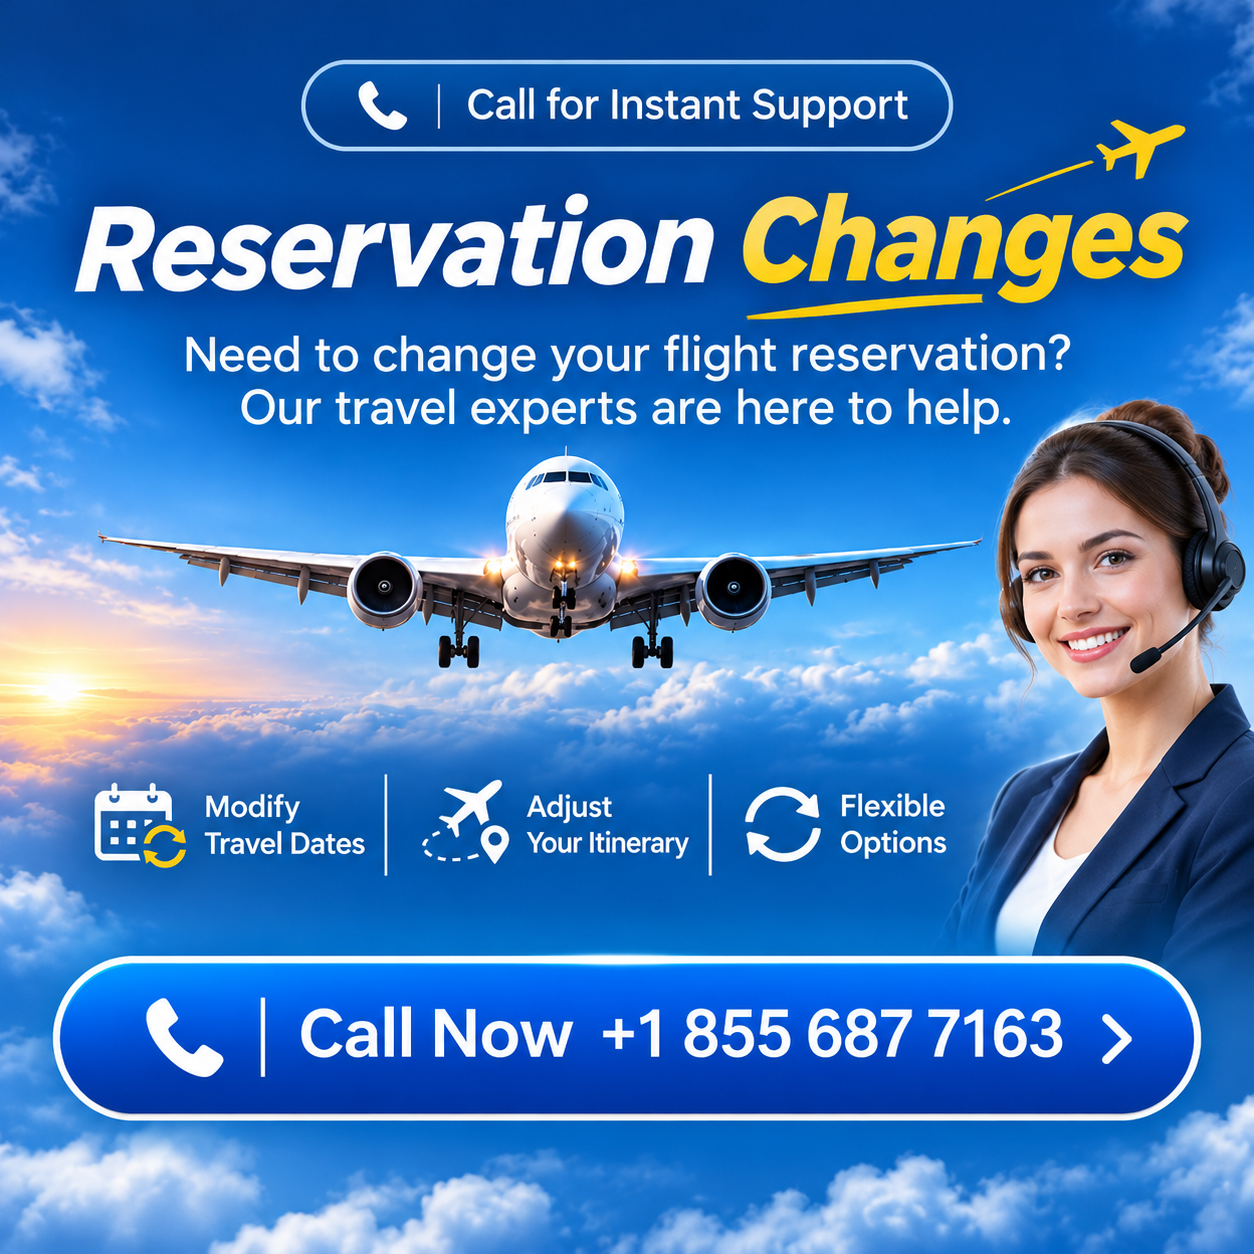 Call for Instant Support
Reservation Changes
Need to change your flight reservation?
Our travel experts are here to help.
Modify
Travel Dates
Adjust
Your Itinerary
Flexible
Options
Call Now +1 855 687 7163